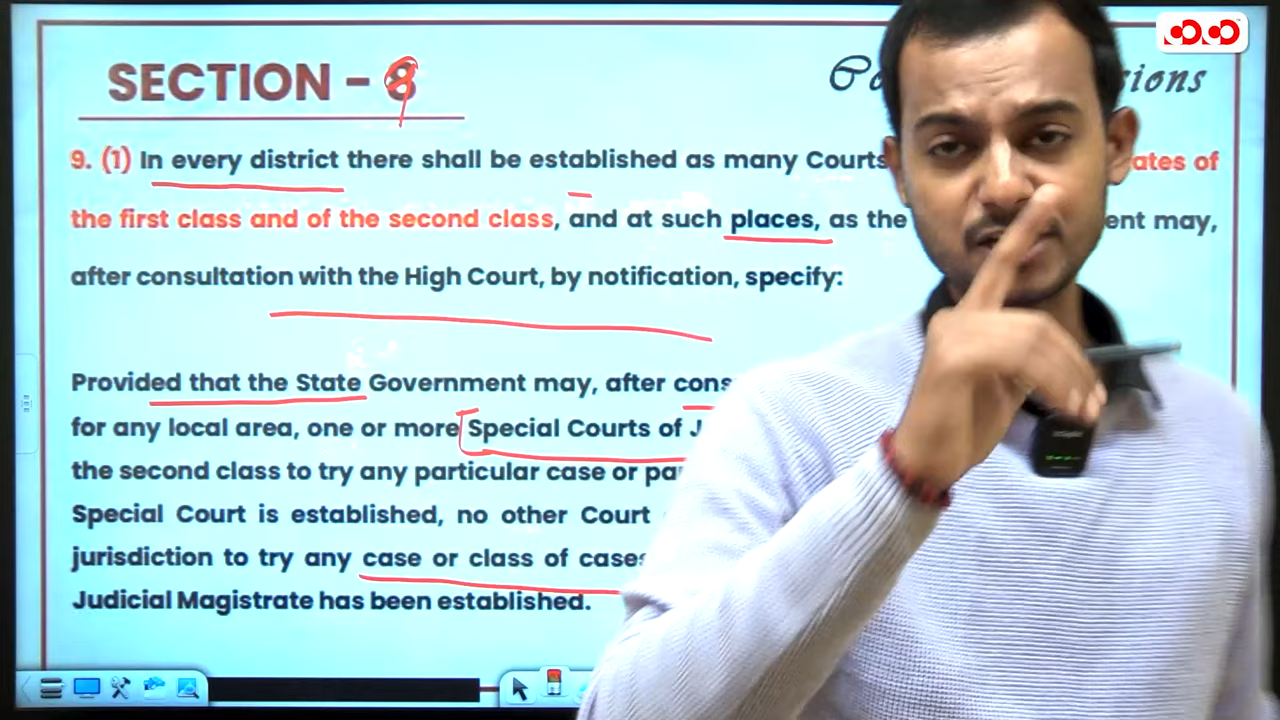 SECTION - 9
sions
9. (1) In every district there shall be established as many Courts ates of
the first class and of the second class, and at such places, as the ent may,
after consultation with the High Court, by notification, specify:
Provided that the State Government may, after cons
for any local area, one or more Special Courts of J
the second class to try any particular case or pa
Special Court is established, no other Court
jurisdiction to try any case or class of cases
Judicial Magistrate has been established.